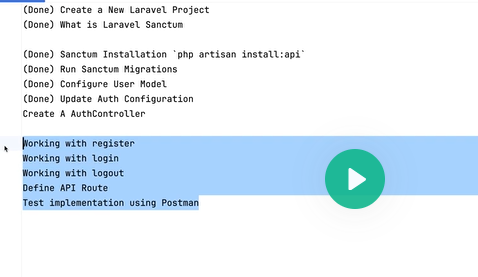 (Done) Create a New Laravel Project
(Done) What is Laravel Sanctum
(Done) Sanctum Installation `php artisan install:api`
(Done) Run Sanctum Migrations
(Done) Configure User Model
(Done) Update Auth Configuration
Create A AuthController
Working with register
Working with login
Working with logout
Define API Route
Test implementation using Postman